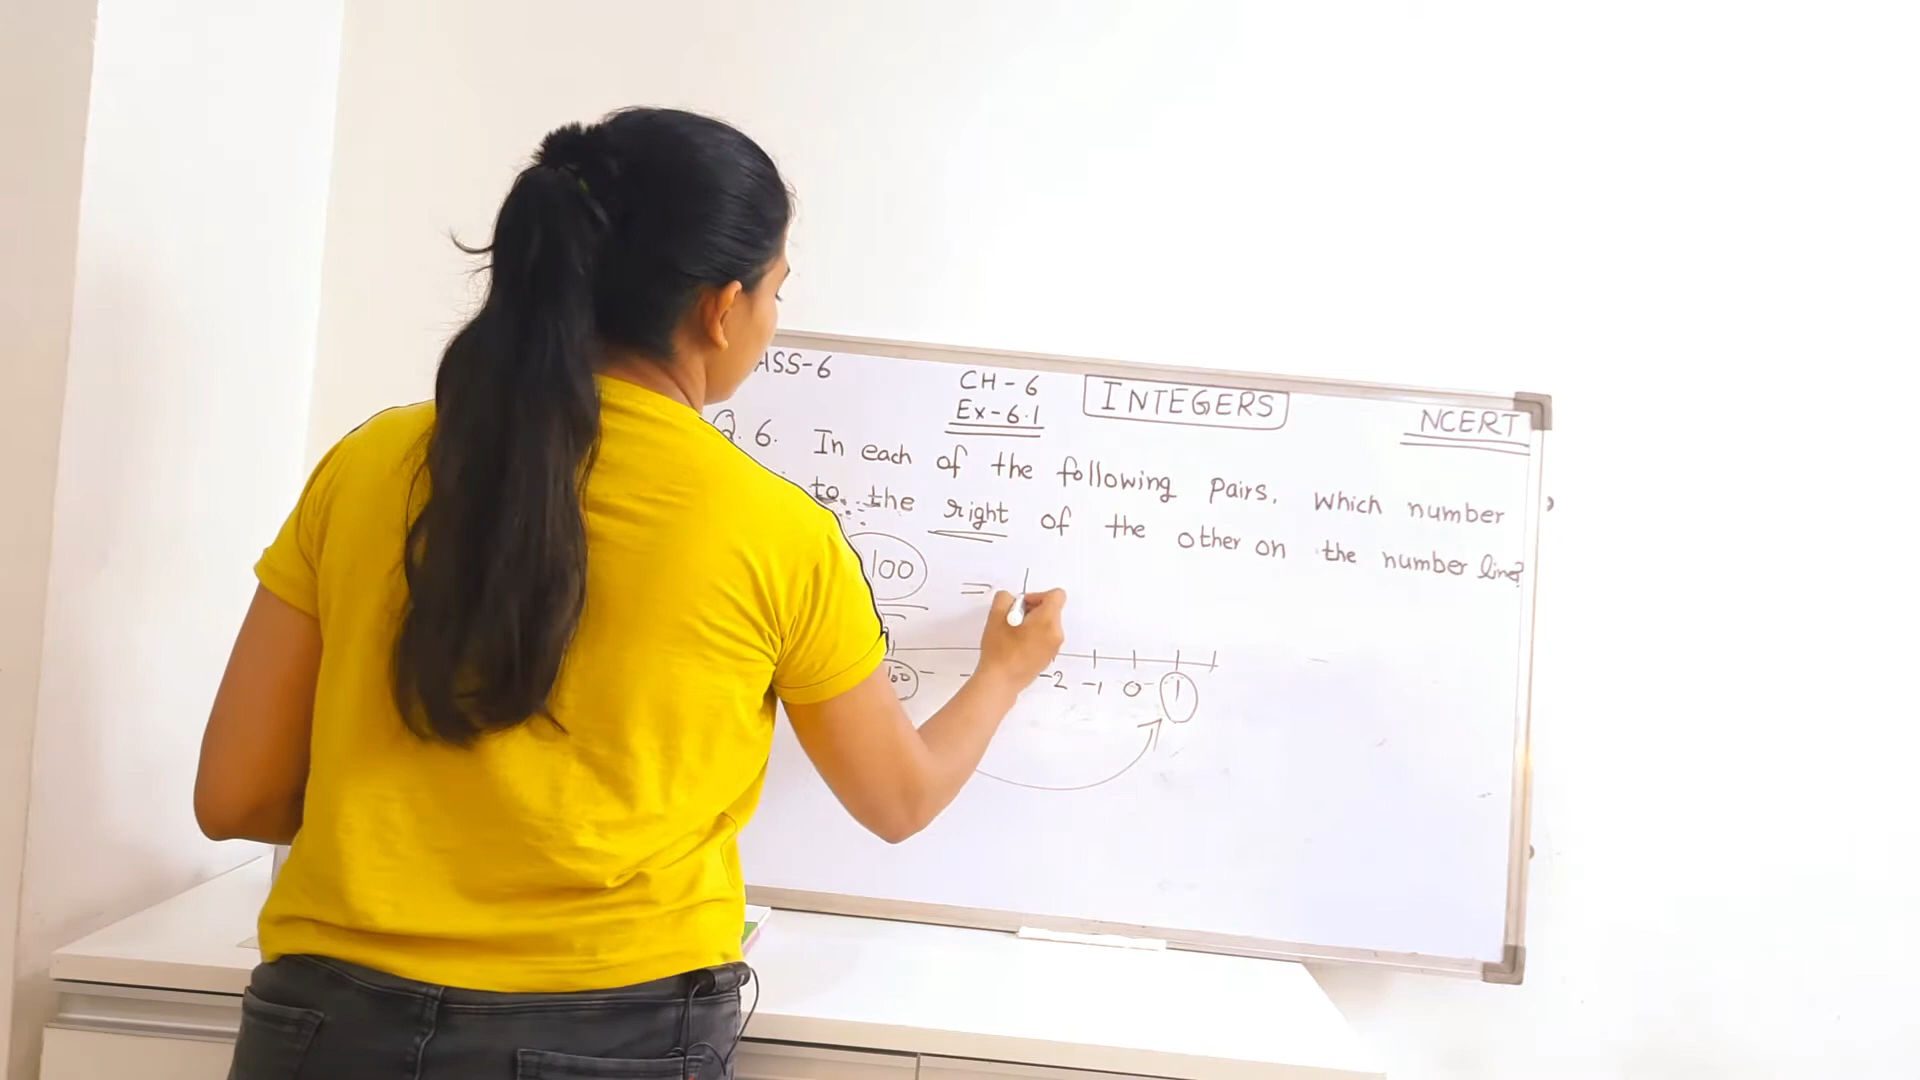 ASS-6
CH - 6
Ex-6.1
INTEGERS
NCERT
Q. 6. In each of the following Pairs, Which number
to the right of the other on the number line?
100 = 1
-2 -1 0 1